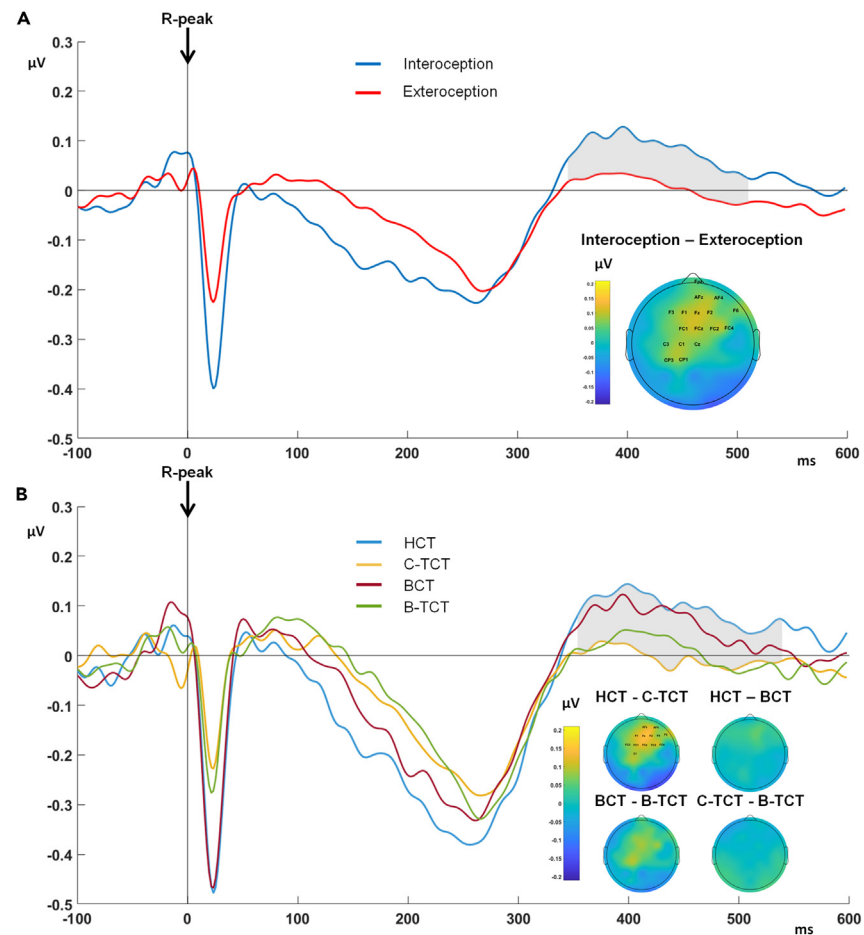 A
R-peak
0.3
μV
0.2
0.1
0
-0.1
-0.2
-0.3
-0.4
-0.5
Interoception
Exteroception
Interoception – Exteroception
μV
0.2
0.15
0.1
0.05
0
-0.05
-0.1
-0.15
-0.2
AFz AF4
F3 F1 Fz F2 F6
FC1 FCz FC2 FC4
C3 C1 Cz
CP3 CP1
-100 0 100 200 300 400 500 600
ms
B
R-peak
0.3
μV
0.2
0.1
0
-0.1
-0.2
-0.3
-0.4
-0.5
HCT
C-TCT
BCT
B-TCT
μV
0.2
0.15
0.1
0.05
0
-0.05
-0.1
-0.15
-0.2
HCT - C-TCT HCT – BCT
BCT - B-TCT C-TCT - B-TCT
-100 0 100 200 300 400 500 600
ms